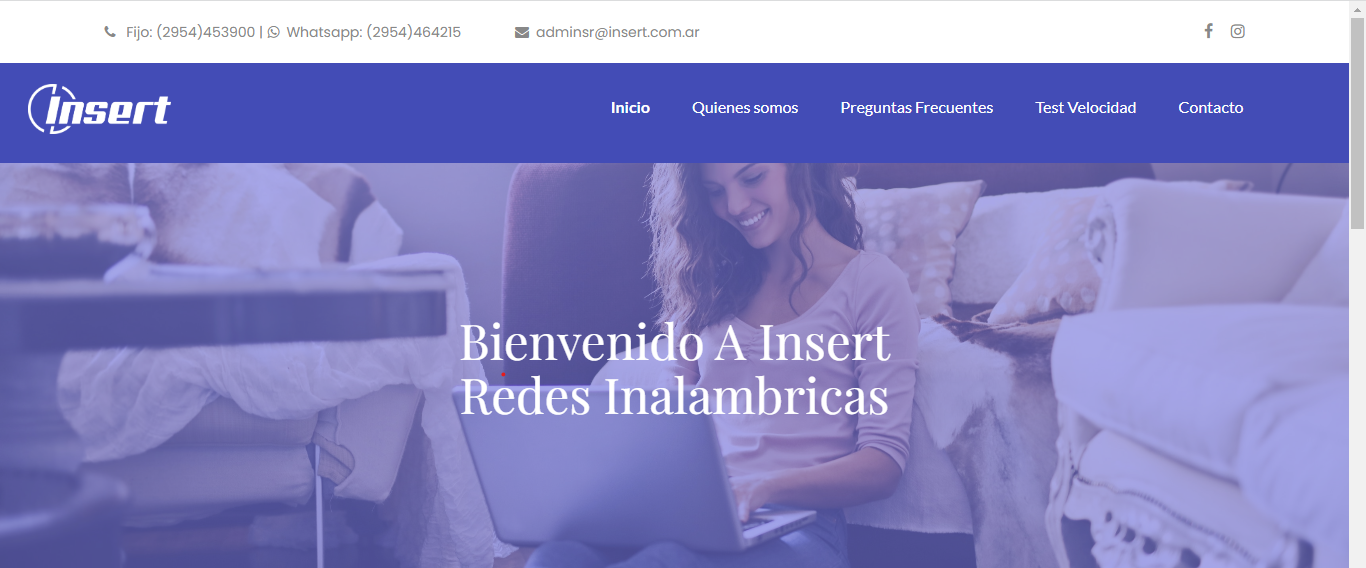 Fijo: (2954)453900 | Whatsapp: (2954)464215 adminsr@insert.com.ar
Insert
Inicio Quienes somos Preguntas Frecuentes Test Velocidad Contacto
Bienvenido A Insert
Redes Inalambricas